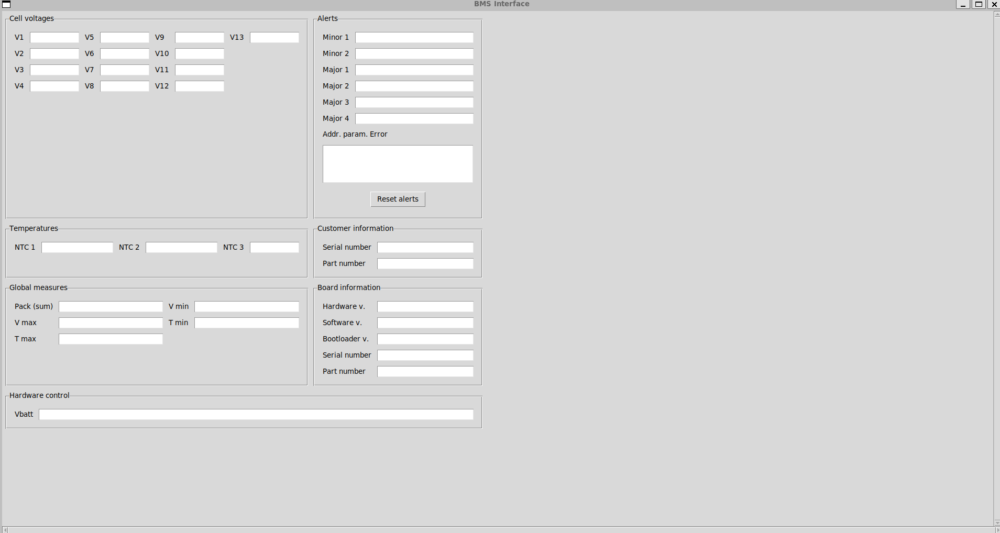 BMS Interface
Cell voltages
V1 V5 V9 V13
V2 V6 V10
V3 V7 V11
V4 V8 V12
Alerts
Minor 1
Minor 2
Major 1
Major 2
Major 3
Major 4
Addr. param. Error
Reset alerts
Temperatures
NTC 1 NTC 2 NTC 3
Customer information
Serial number
Part number
Global measures
Pack (sum) V min
V max T min
T max
Board information
Hardware v.
Software v.
Bootloader v.
Serial number
Part number
Hardware control
Vbatt